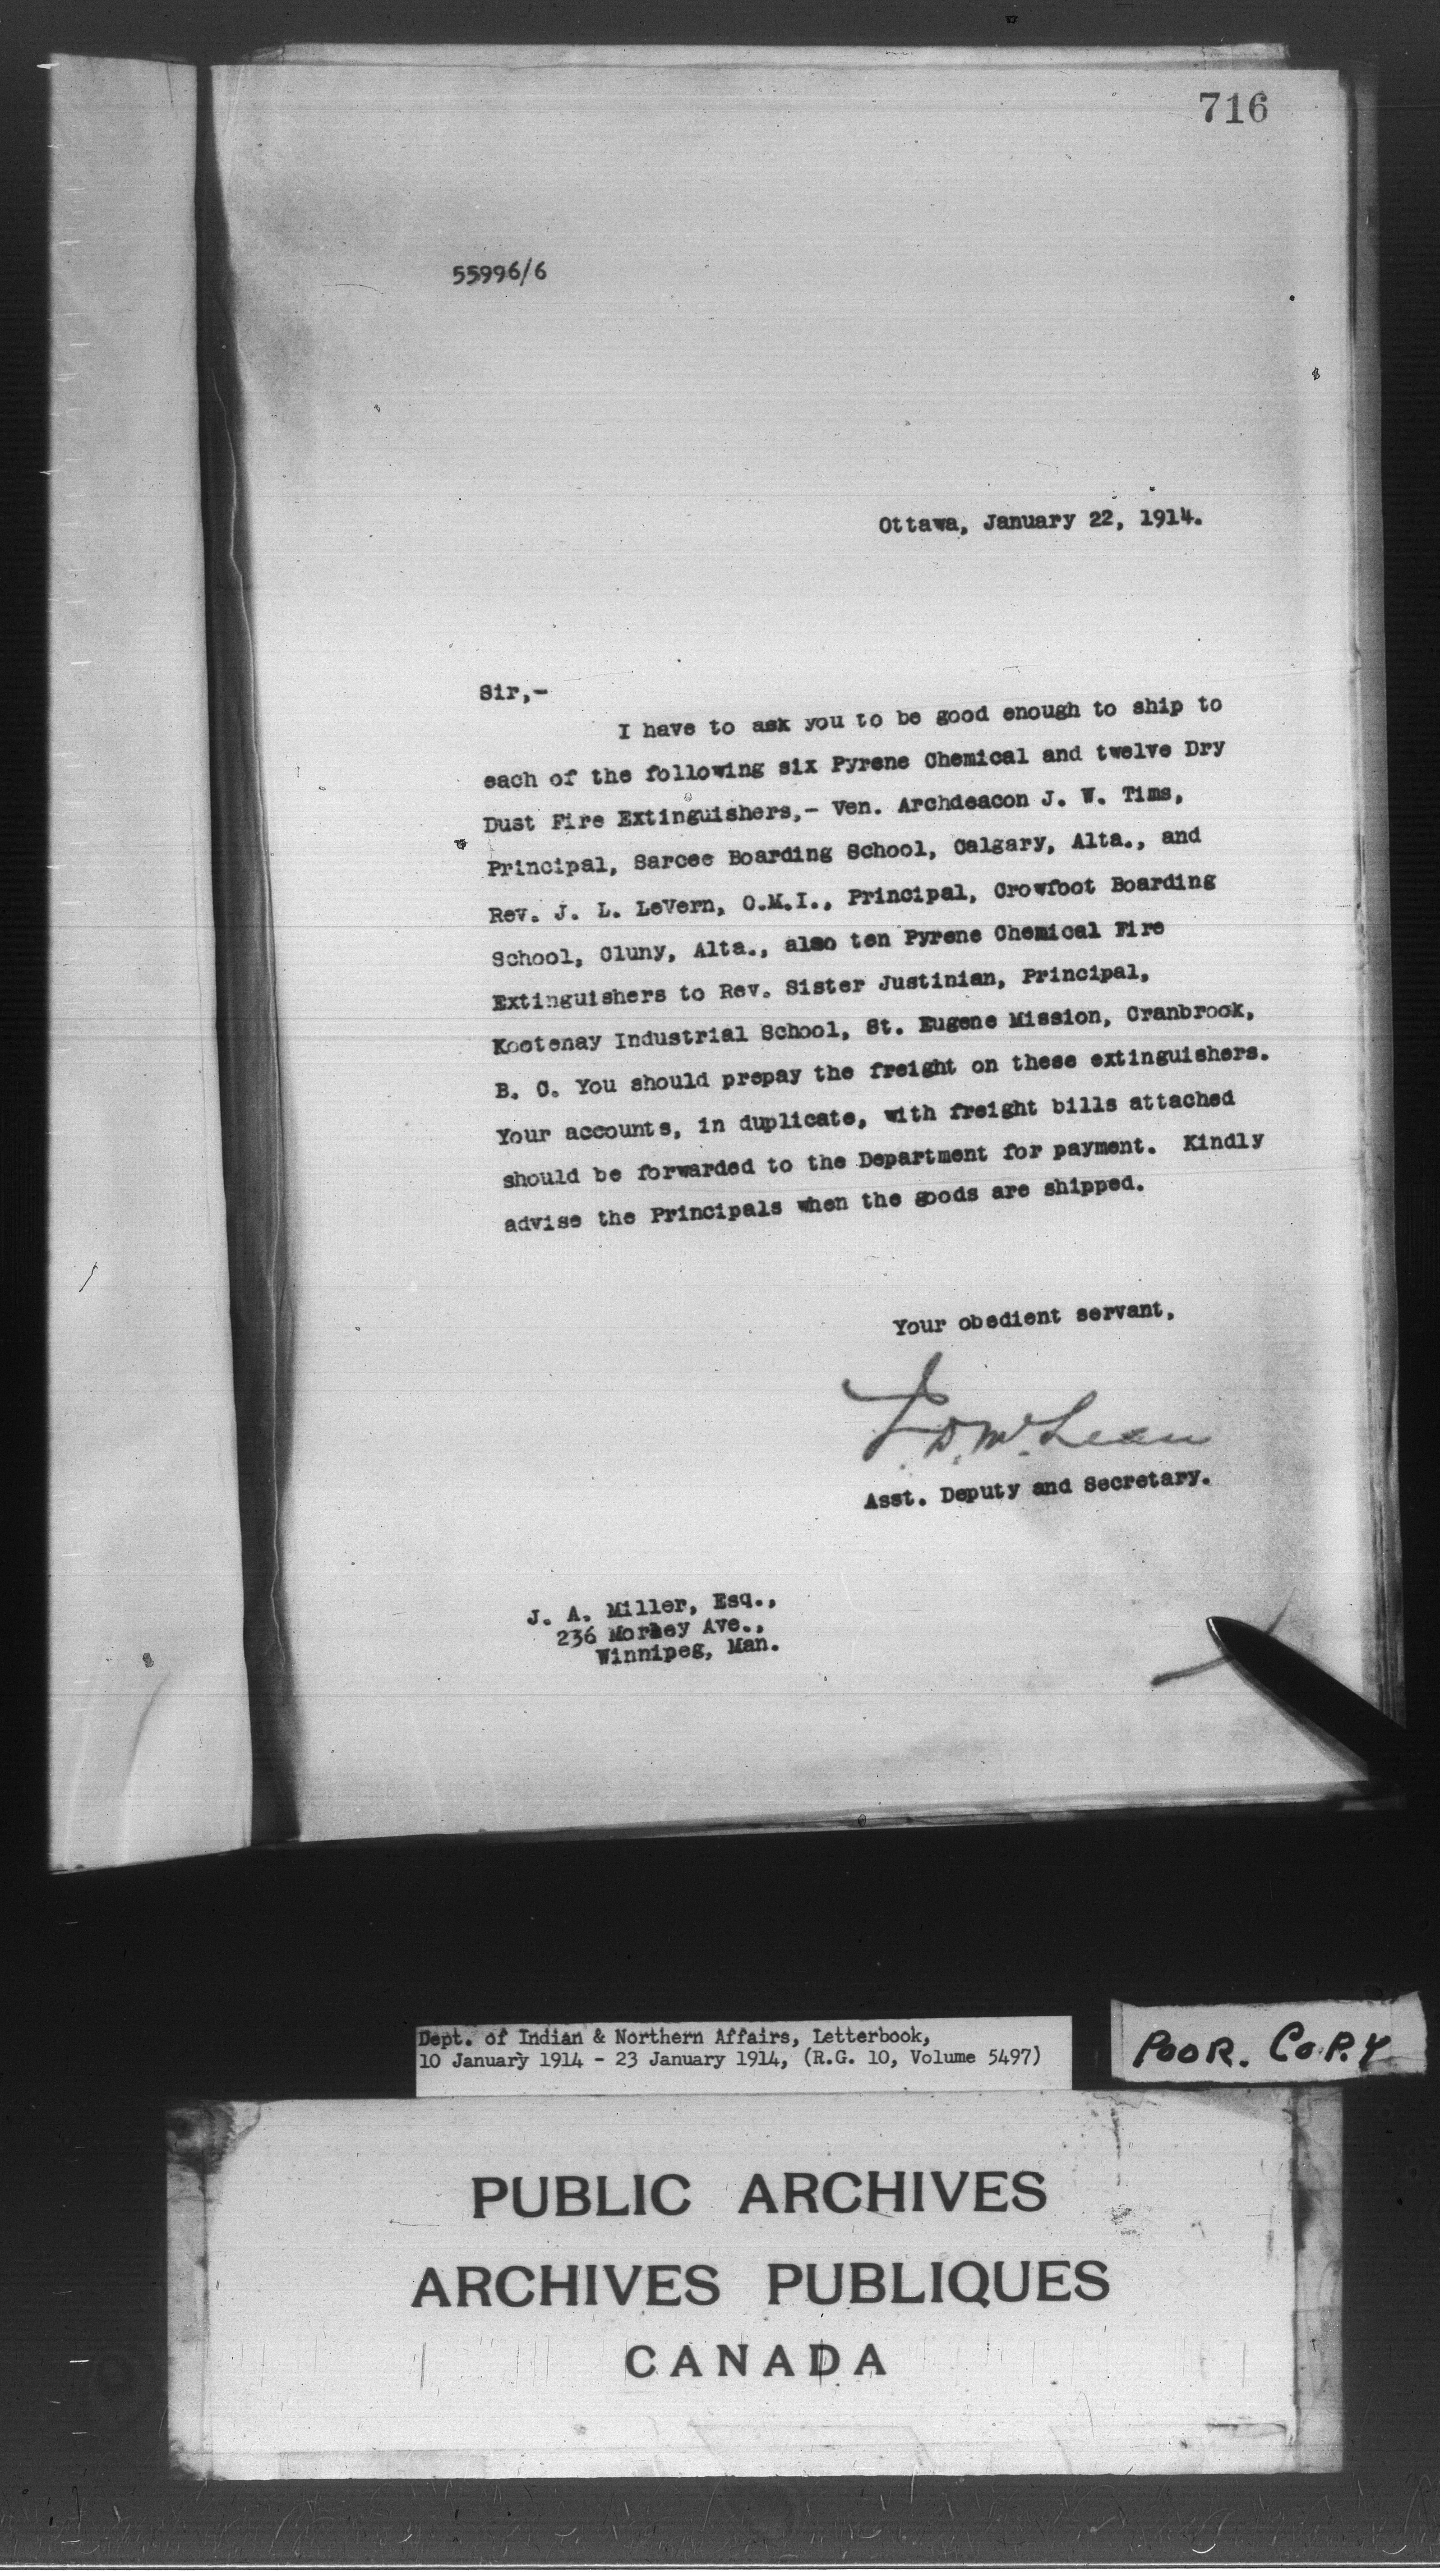 716
55996/6
Ottawa, January 22, 1914.
Sir,-
I have to ask you to be good enough to ship to
each of the following six Pyrene Chemical and twelve Dry
Dust Fire Extinguishers,- Ven. Archdeacon J. W. Tims,
Principal, Sarcee Boarding School, Calgary, Alta., and
Rev. J. L. LeVern, O.M.I., Principal, Crowfoot Boarding
School, Cluny, Alta., also ten Pyrene Chemical Fire
Extinguishers to Rev. Sister Justinian, Principal,
Kootenay Industrial School, St. Eugene Mission, Cranbrook,
B. C. You should prepay the freight on these extinguishers.
Your accounts, in duplicate, with freight bills attached
should be forwarded to the Department for payment. Kindly
advise the Principals when the goods are shipped.
Your obedient servant,
J. D. McLean
Asst. Deputy and Secretary.
J. A. Miller, Esq.,
236 Ave.,
Winnipeg, Man.
Dept. of Indian & Northern Affairs, Letterbook,
10 January 1914 - 23 January 1914, (R.G. 10, Volume 5497)
POOR. COPY
PUBLIC ARCHIVES
ARCHIVES PUBLIQUES
CANADA